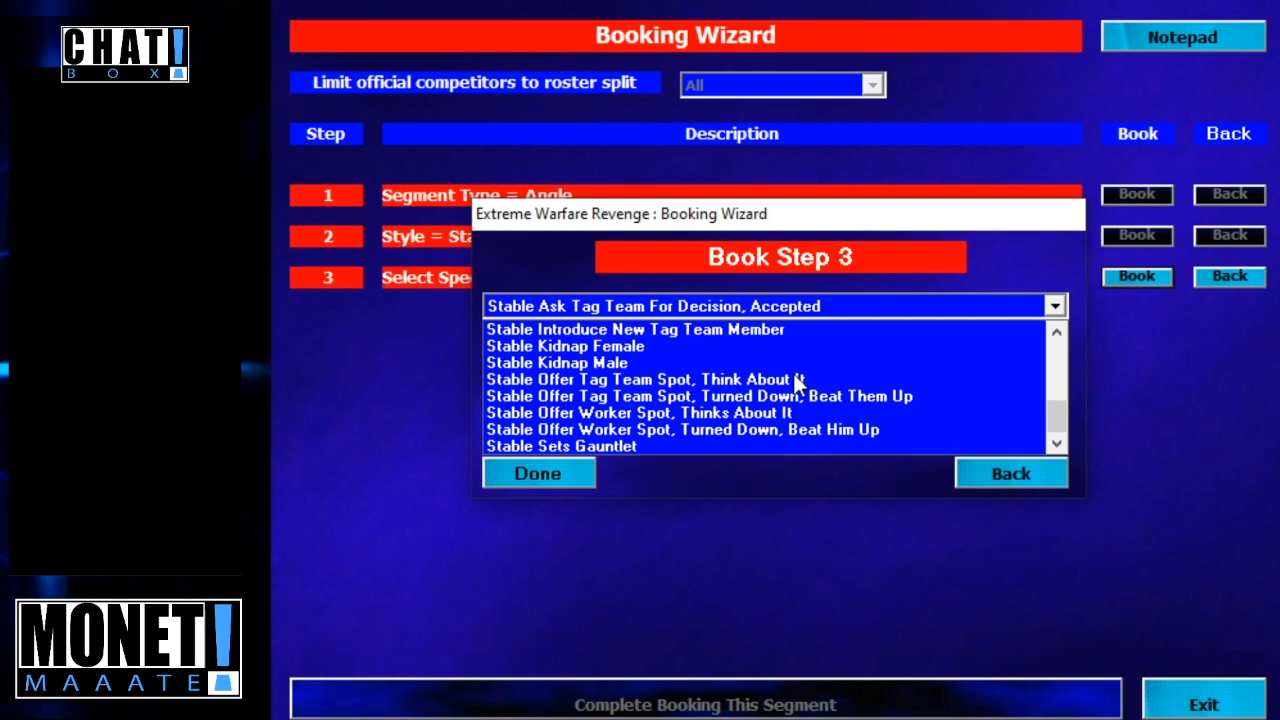 CHAT!
BOX
Booking Wizard
Notepad
Limit official competitors to roster split
All
Step
Description
Book
Back
1
Segment Type = Angle
Book
Back
2
Style = Sta
Book
Back
3
Select Spe
Book
Back
Extreme Warfare Revenge : Booking Wizard
Book Step 3
Stable Ask Tag Team For Decision, Accepted
Stable Introduce New Tag Team Member
Stable Kidnap Female
Stable Kidnap Male
Stable Offer Tag Team Spot, Think About It
Stable Offer Tag Team Spot, Turned Down, Beat Them Up
Stable Offer Worker Spot, Thinks About It
Stable Offer Worker Spot, Turned Down, Beat Him Up
Stable Sets Gauntlet
Done
Back
MONET!
MAAATE
Complete Booking This Segment
Exit